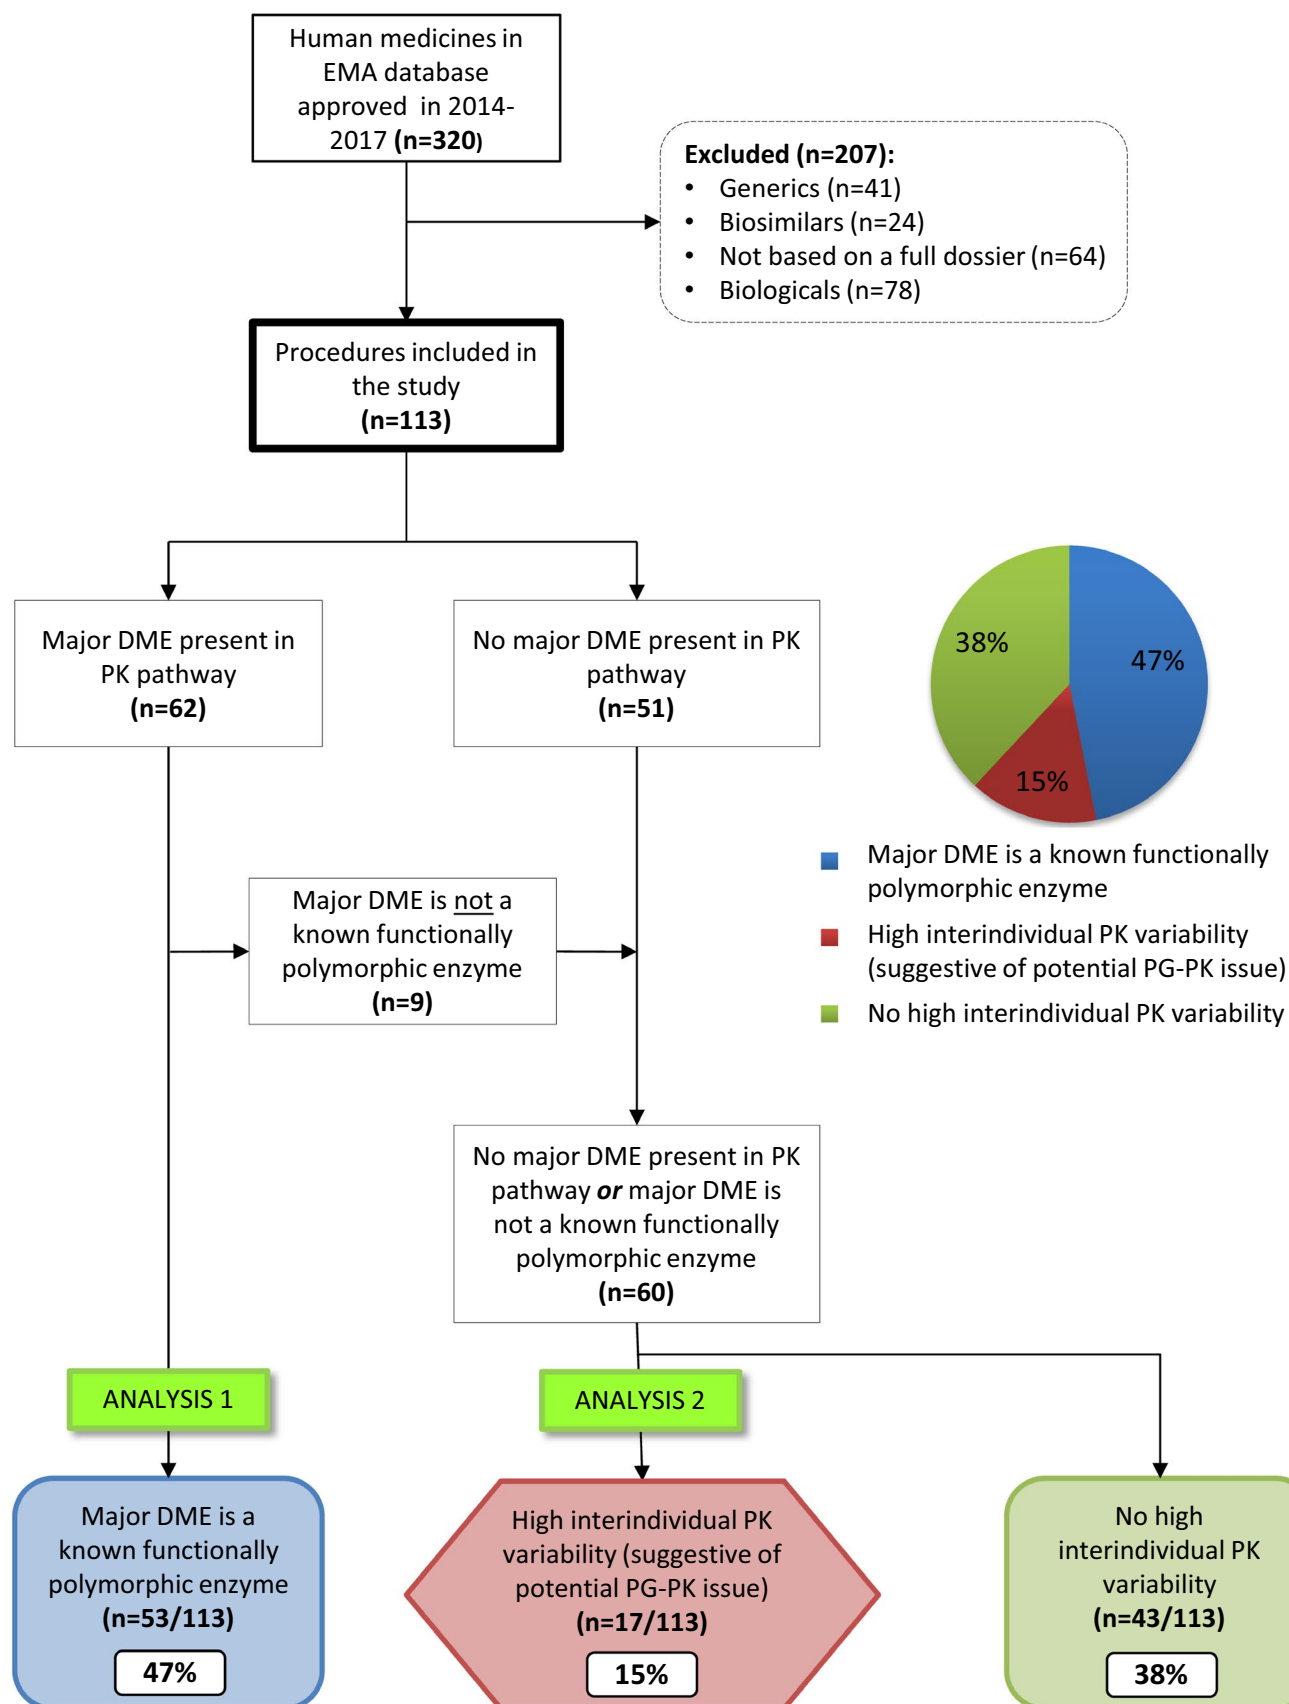 Human medicines in
EMA database
approved in 2014-
2017 (n=320)
Excluded (n=207):
• Generics (n=41)
• Biosimilars (n=24)
• Not based on a full dossier (n=64)
• Biologicals (n=78)
Procedures included in
the study
(n=113)
Major DME present in
PK pathway
(n=62)
No major DME present in PK
pathway
(n=51)
38%
47%
15%
Major DME is a known functionally
polymorphic enzyme
High interindividual PK variability
(suggestive of potential PG-PK issue)
No high interindividual PK variability
Major DME is not a
known functionally
polymorphic enzyme
(n=9)
No major DME present in PK
pathway or major DME is
not a known functionally
polymorphic enzyme
(n=60)
ANALYSIS 1
ANALYSIS 2
Major DME is a
known functionally
polymorphic enzyme
(n=53/113)
47%
High interindividual PK
variability (suggestive of
potential PG-PK issue)
(n=17/113)
15%
No high
interindividual PK
variability
(n=43/113)
38%